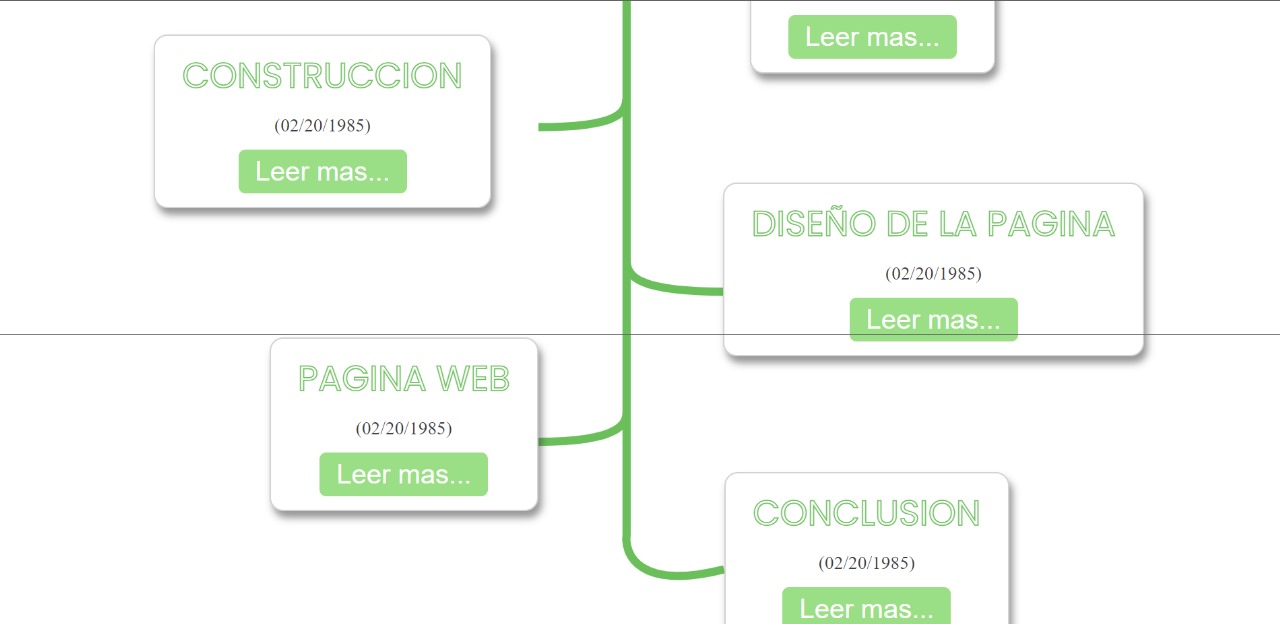 Leer mas...
CONSTRUCCION
(02/20/1985)
Leer mas...
DISEÑO DE LA PAGINA
(02/20/1985)
Leer mas...
PAGINA WEB
(02/20/1985)
Leer mas...
CONCLUSION
(02/20/1985)
Leer mas...